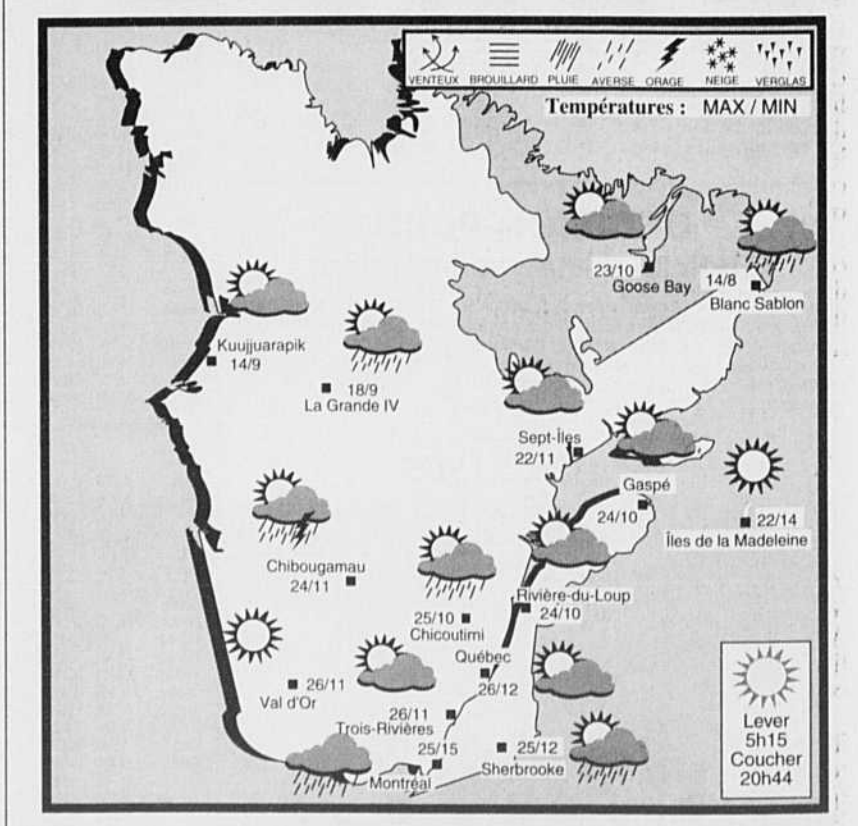 VENTEUX BROUILLARD PLUIE AVERSE ORAGE NEIGE VERGLAS
Températures : MAX / MIN
23/10
Goose Bay
14/8
Blanc Sablon
Kuujjuarapik
14/9
18/9
La Grande IV
Sept-Îles
22/11
Gaspé
24/10
22/14
Îles de la Madeleine
Chibougamau
24/11
Rivière-du-Loup
24/10
25/10
Chicoutimi
Québec
26/12
26/11
Val d'Or
26/11
Trois-Rivières
25/15
Montréal
25/12
Sherbrooke
Lever
5h15
Coucher
20h44